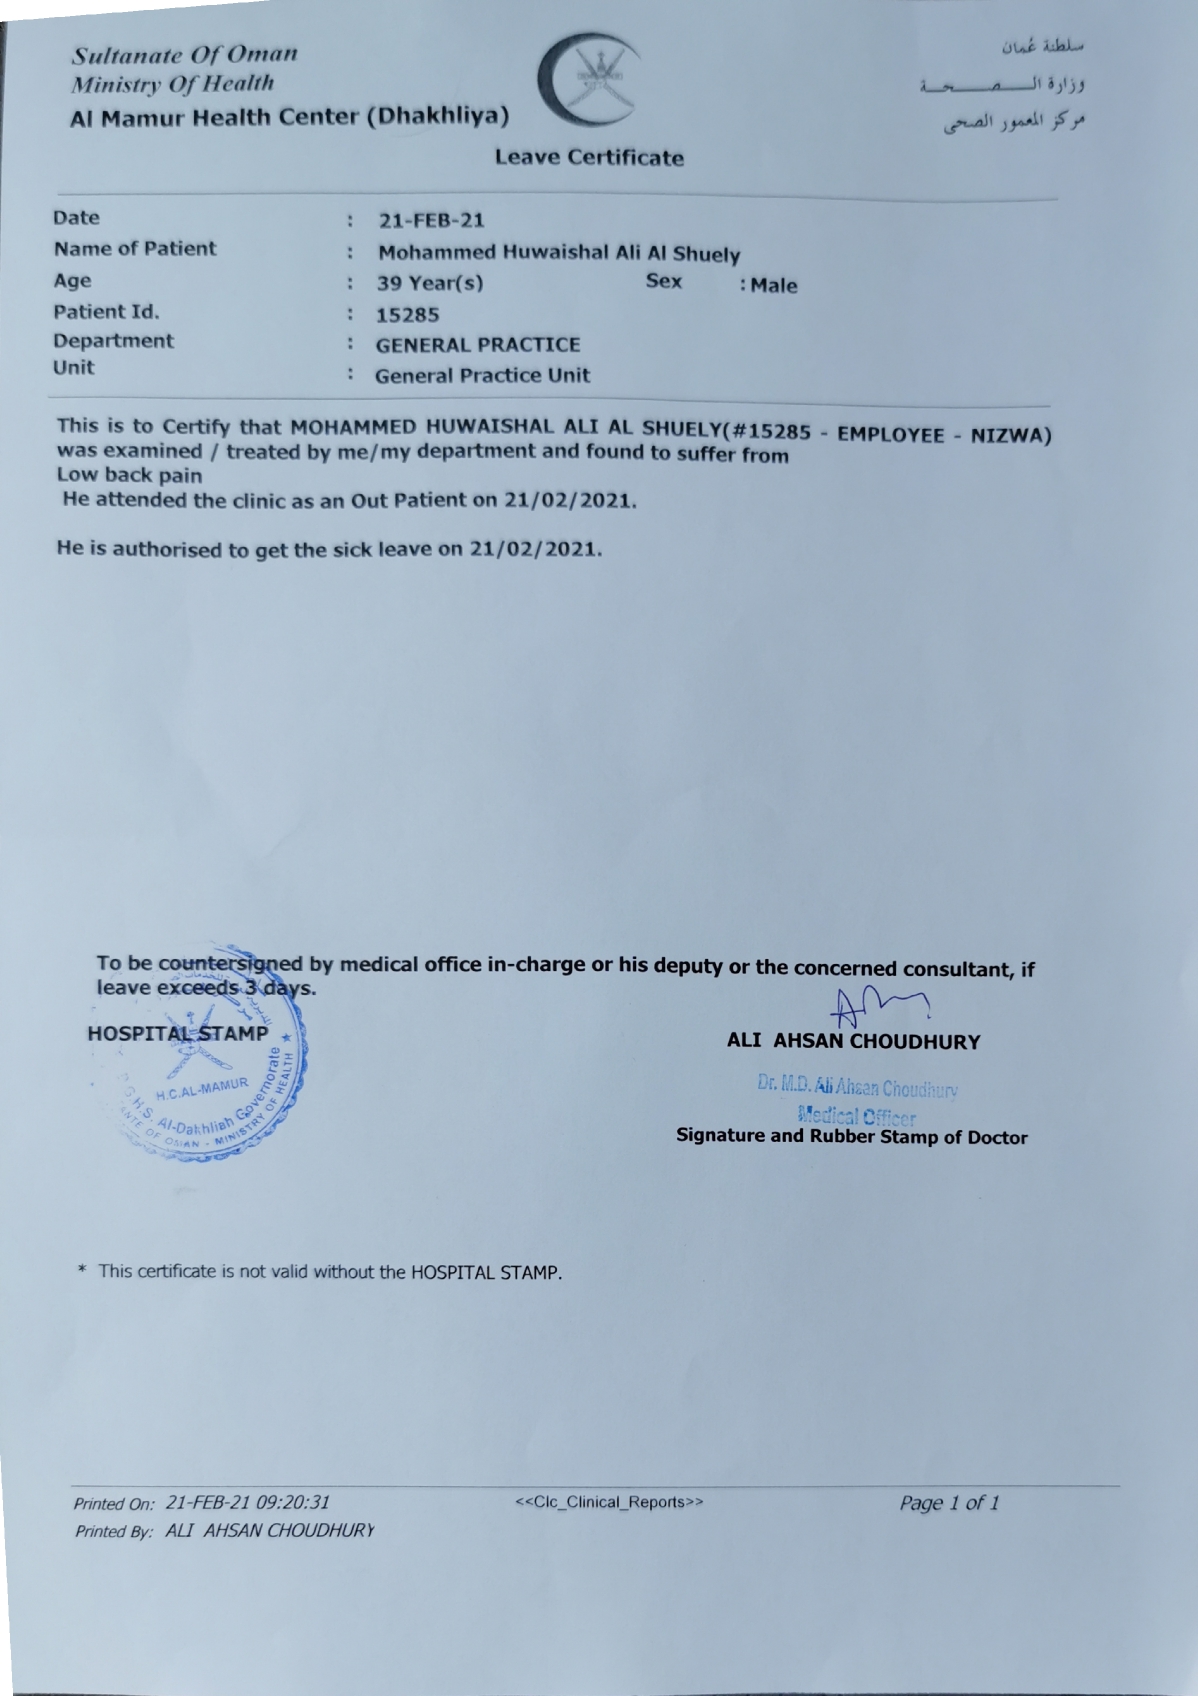 Sultanate Of Oman
Ministry Of Health
Al Mamur Health Center (Dhakhliya)
سلطنة عُمان
وزارة الـــصـــحـــة
مركز المعمور الصحى
Leave Certificate
Date : 21-FEB-21
Name of Patient : Mohammed Huwaishal Ali Al Shuely
Age : 39 Year(s) Sex : Male
Patient Id. : 15285
Department : GENERAL PRACTICE
Unit : General Practice Unit
This is to Certify that MOHAMMED HUWAISHAL ALI AL SHUELY(#15285 - EMPLOYEE - NIZWA)
was examined / treated by me/my department and found to suffer from
Low back pain
He attended the clinic as an Out Patient on 21/02/2021.
He is authorised to get the sick leave on 21/02/2021.
To be countersigned by medical office in-charge or his deputy or the concerned consultant, if
leave exceeds 3 days.
HOSPITAL STAMP
H.C.AL-MAMUR
G.H.S. Al-Dakhliah Governorate
OF OMAN - MINISTRY OF HEALTH
ALI AHSAN CHOUDHURY
Dr. M.D. Ali Ahsan Choudhury
Medical Officer
Signature and Rubber Stamp of Doctor
* This certificate is not valid without the HOSPITAL STAMP.
Printed On: 21-FEB-21 09:20:31 <<Clc_Clinical_Reports>> Page 1 of 1
Printed By: ALI AHSAN CHOUDHURY